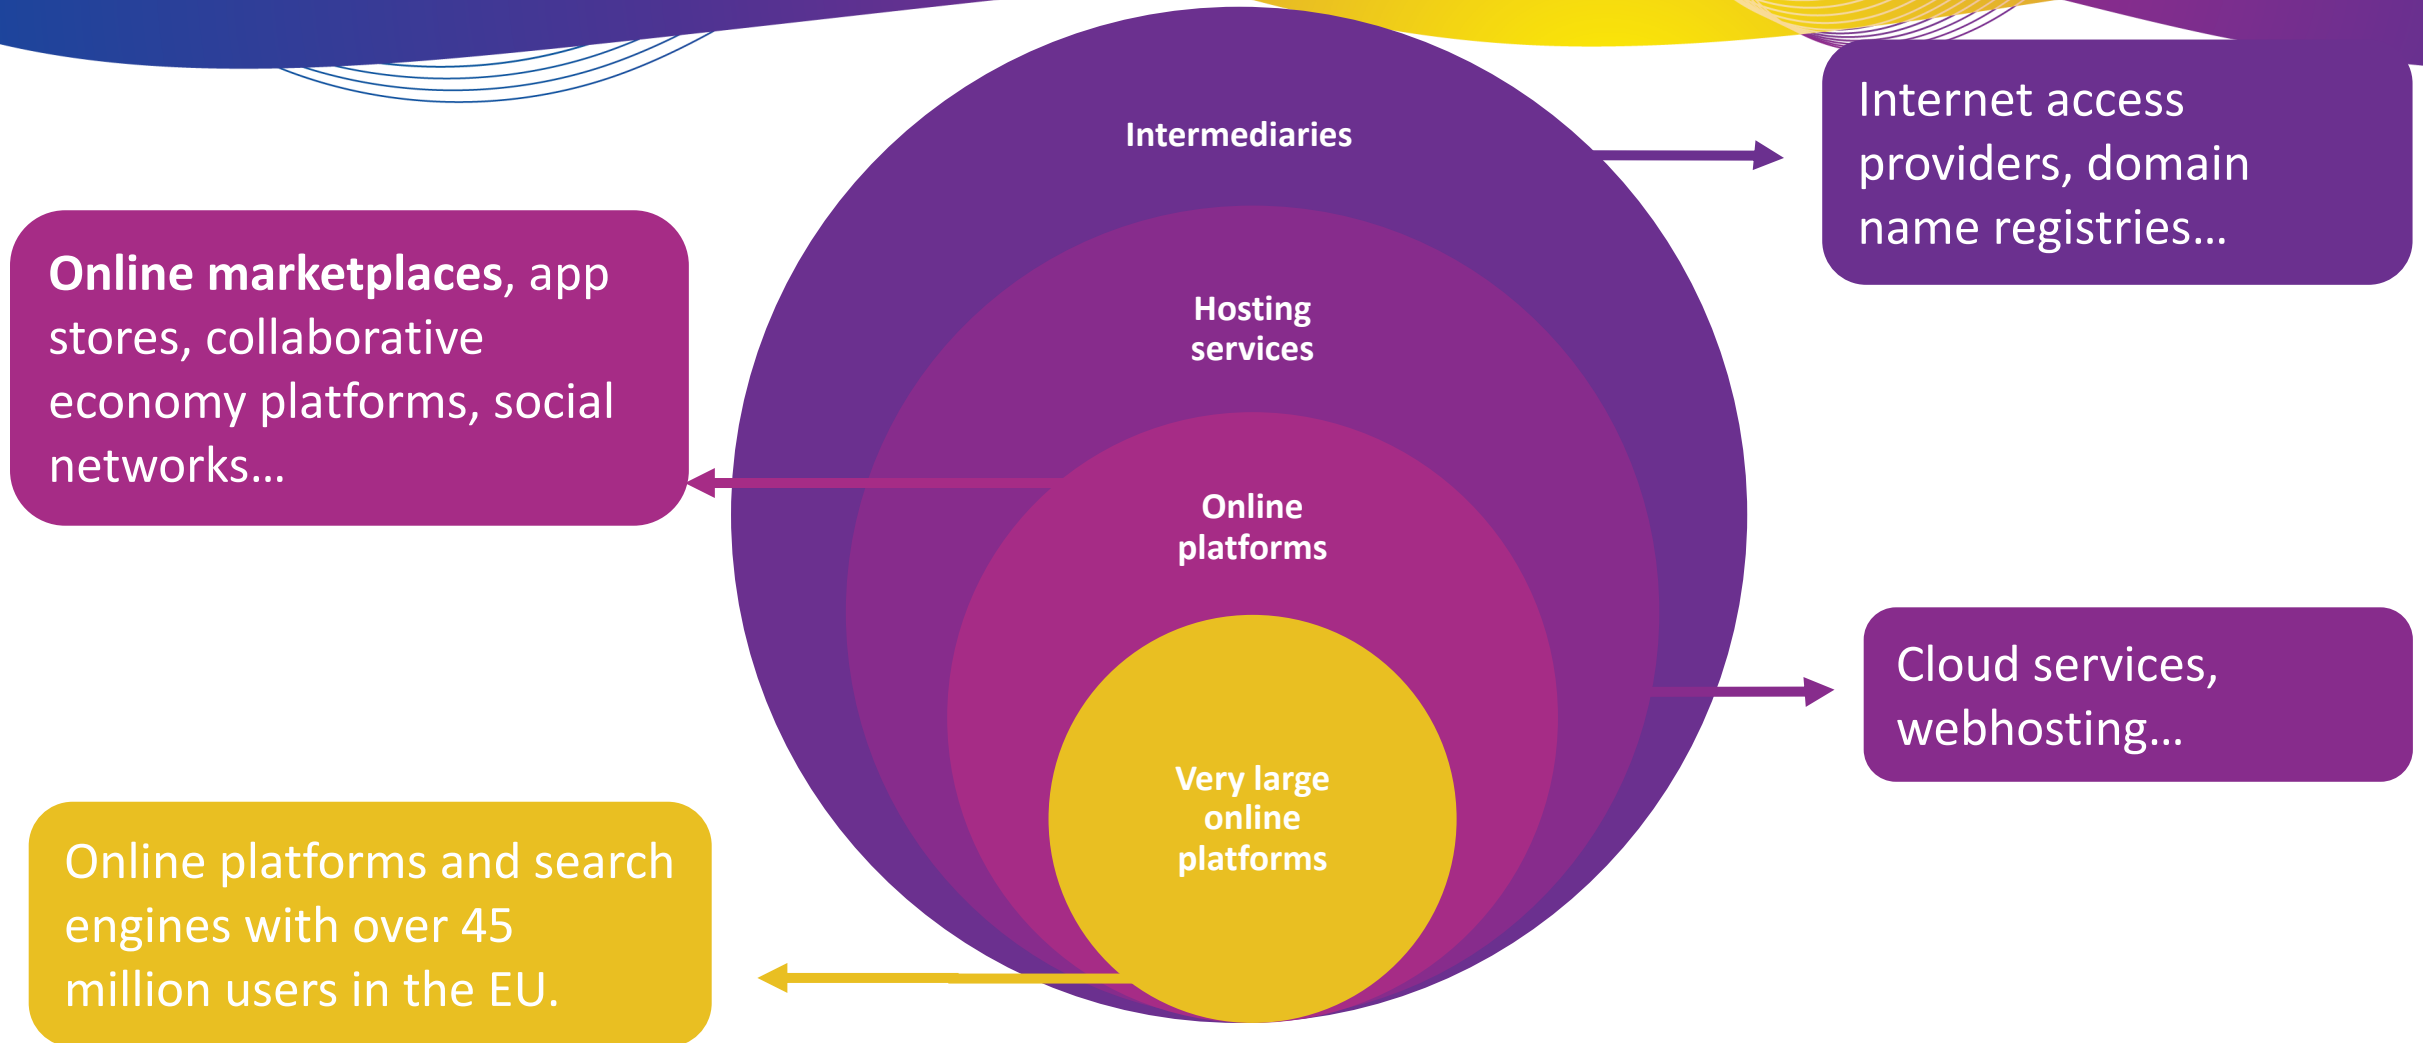 Intermediaries
Internet access
providers, domain
name registries…
Online marketplaces, app
stores, collaborative
economy platforms, social
networks…
Hosting
services
Online
platforms
Cloud services,
webhosting…
Very large
online
platforms
Online platforms and search
engines with over 45
million users in the EU.